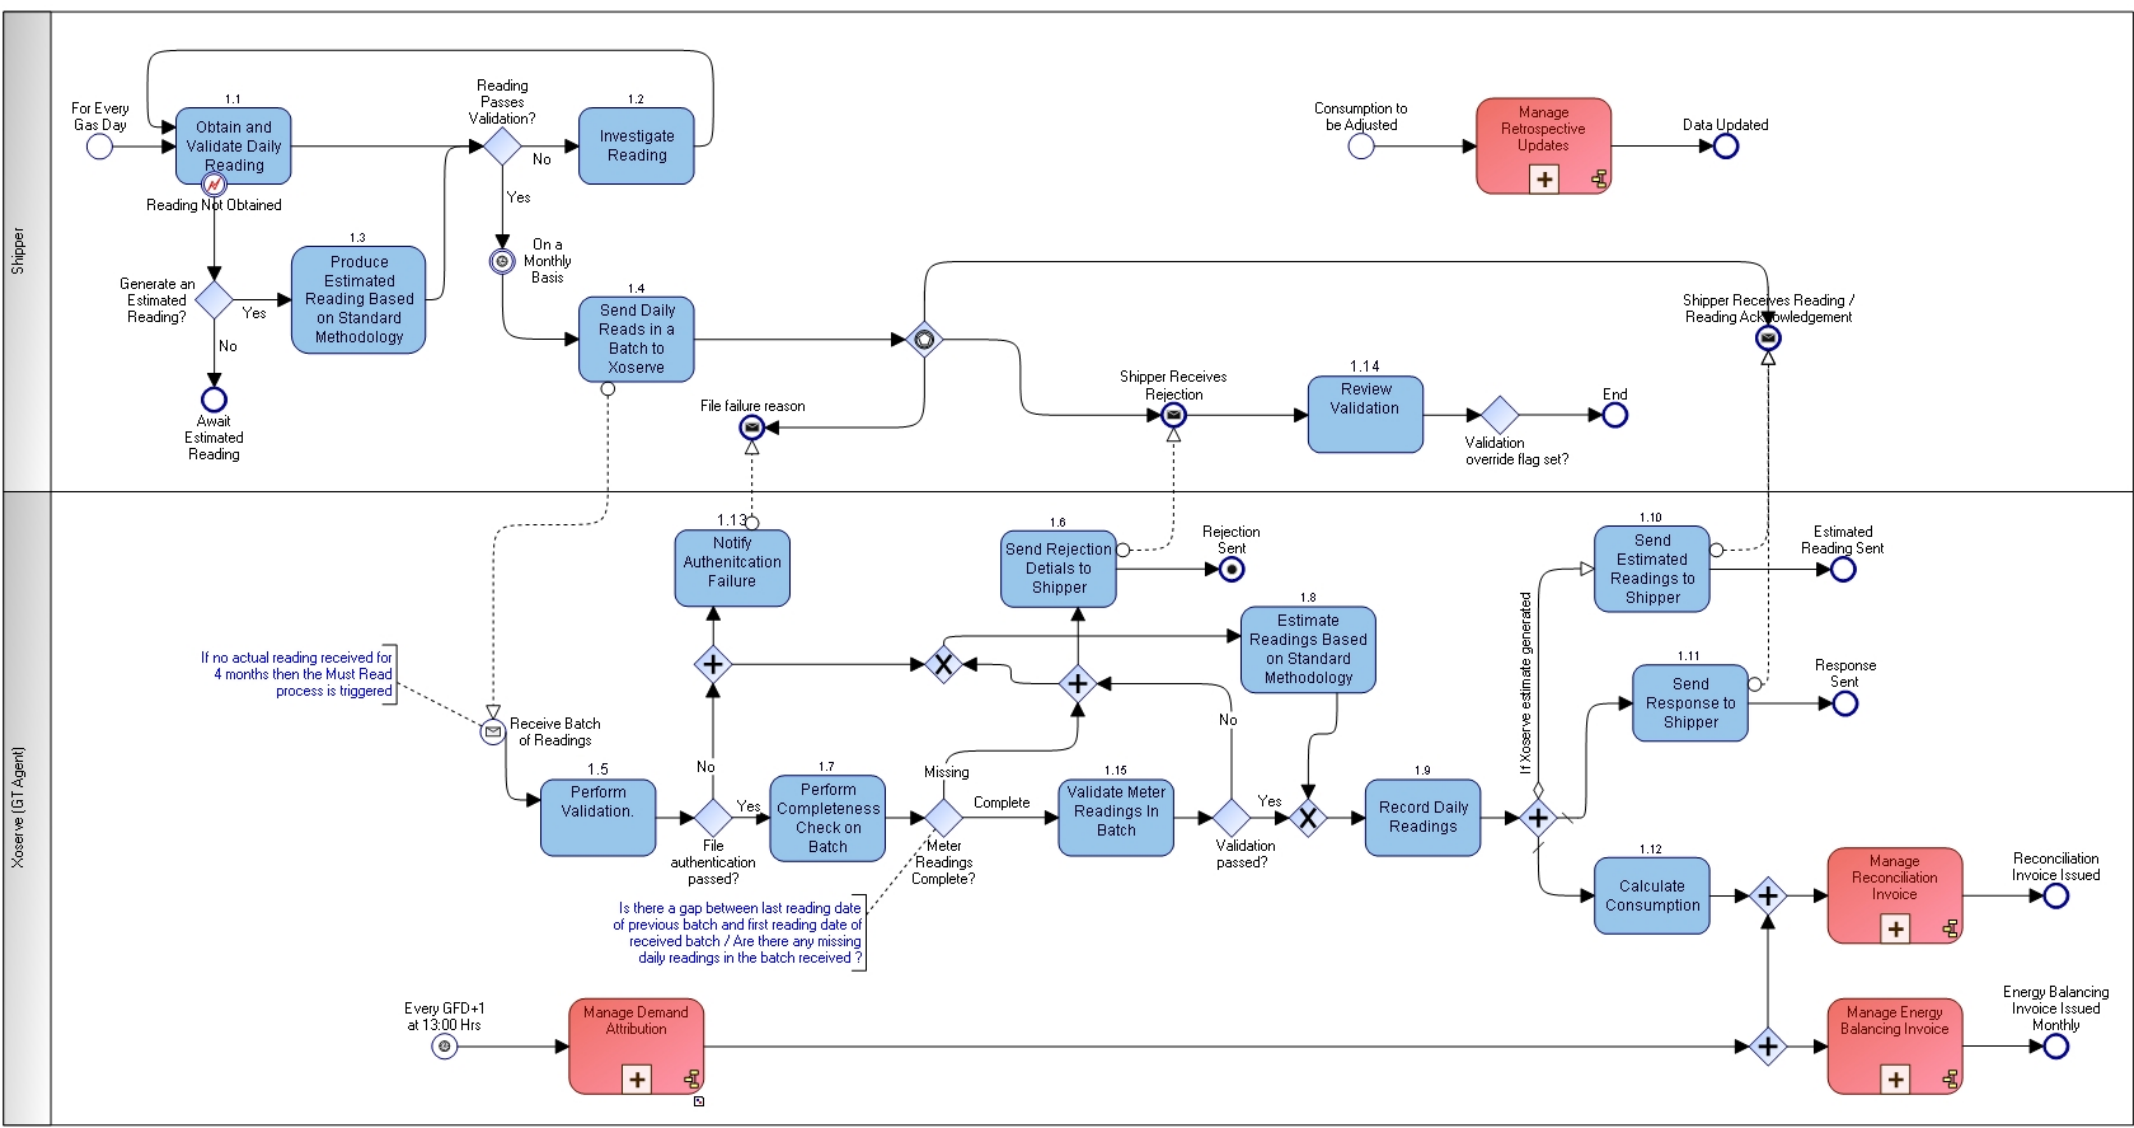 Shipper
For Every
Gas Day
1.1
Obtain and
Validate Daily
Reading
Reading Not Obtained
Reading
Passes
Validation?
No
Yes
1.2
Investigate
Reading
Consumption to
be Adjusted
Manage
Retrospective
Updates
Data Updated
Generate an
Estimated
Reading?
Yes
No
1.3
Produce
Estimated
Reading Based
on Standard
Methodology
Await
Estimated
Reading
On a
Monthly
Basis
1.4
Send Daily
Reads in a
Batch to
Xoserve
File failure reason
Shipper Receives
Rejection
1.14
Review
Validation
Validation
override flag set?
End
Shipper Receives Reading /
Reading Acknowledgement
Xoserve (GT Agent)
1.13
Notify
Authenitcation
Failure
1.6
Send Rejection
Detials to
Shipper
Rejection
Sent
1.8
Estimate
Readings Based
on Standard
Methodology
1.10
Send
Estimated
Readings to
Shipper
Estimated
Reading Sent
If Xoserve estimate generated
1.11
Send
Response to
Shipper
Response
Sent
If no actual reading received for
4 months then the Must Read
process is triggered
Receive Batch
of Readings
1.5
Perform
Validation.
No
Yes
File
authentication
passed?
1.7
Perform
Completeness
Check on
Batch
Missing
Complete
Meter
Readings
Complete?
1.15
Validate Meter
Readings In
Batch
No
Yes
Validation
passed?
1.9
Record Daily
Readings
1.12
Calculate
Consumption
Manage
Reconciliation
Invoice
Reconciliation
Invoice Issued
Is there a gap between last reading date
of previous batch and first reading date of
received batch / Are there any missing
daily readings in the batch received ?
Every GFD+1
at 13:00 Hrs
Manage Demand
Attribution
Manage Energy
Balancing Invoice
Energy Balancing
Invoice Issued
Monthly